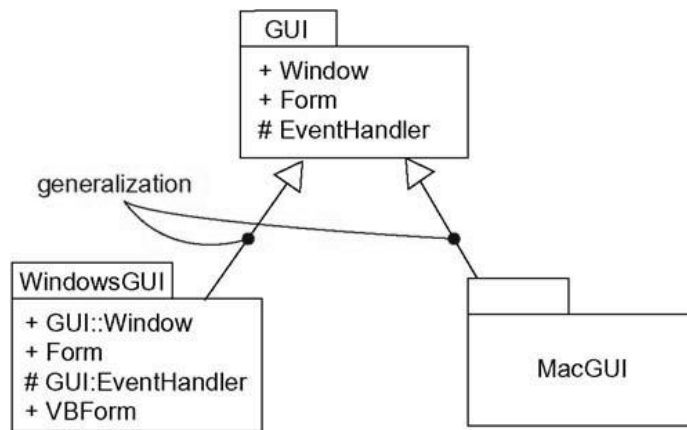 GUI
+ Window
+ Form
# EventHandler
generalization
WindowsGUI
+ GUI::Window
+ Form
# GUI:EventHandler
+ VBForm
MacGUI